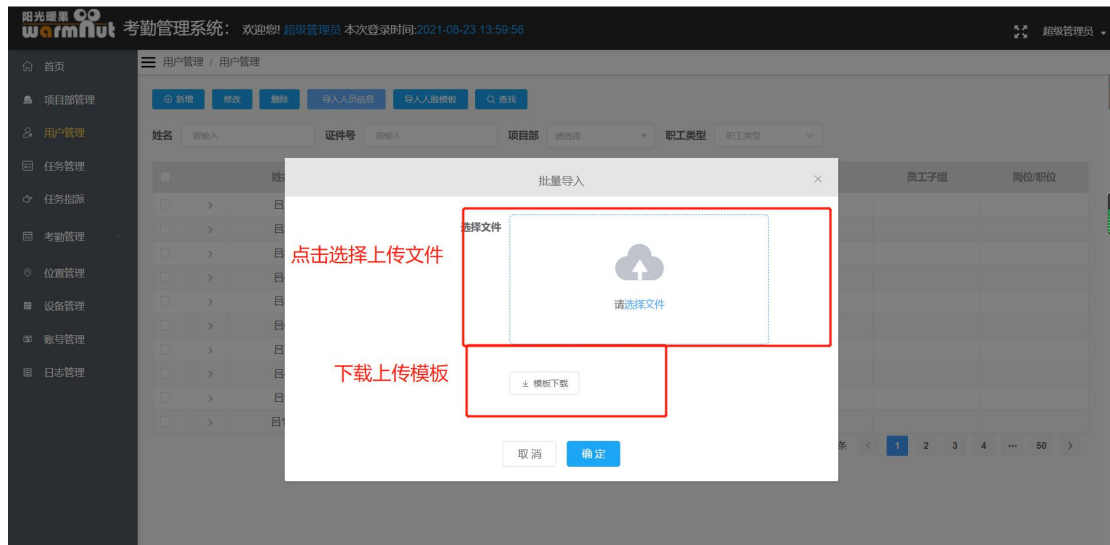 阳光暖果
warmnut 考勤管理系统： 欢迎您! 超级管理员 本次登录时间:2021-08-23 13:59:56 超级管理员
首页
用户管理 / 用户管理
项目部管理
新增 修改 删除 导入人员信息 导入人脸模板 查找
用户管理
姓名 请输入 证件号 请输入 项目部 请选择 职工类型 职工类型
任务管理
批量导入
员工子组 岗位/职位
任务指派
选择文件
考勤管理
点击选择上传文件
位置管理
设备管理
请选择文件
账号管理
日志管理
下载上传模板
模板下载
取消 确定
条 1 2 3 4 ··· 50